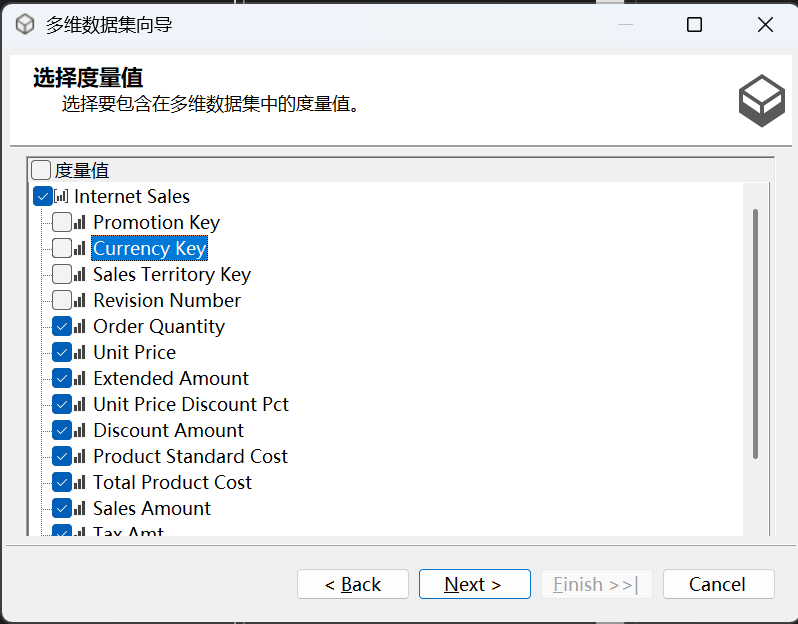 多维数据集向导
选择度量值
选择要包含在多维数据集中的度量值。
度量值
Internet Sales
Promotion Key
Currency Key
Sales Territory Key
Revision Number
Order Quantity
Unit Price
Extended Amount
Unit Price Discount Pct
Discount Amount
Product Standard Cost
Total Product Cost
Sales Amount
Tax Amt
< Back Next > Finish >>| Cancel